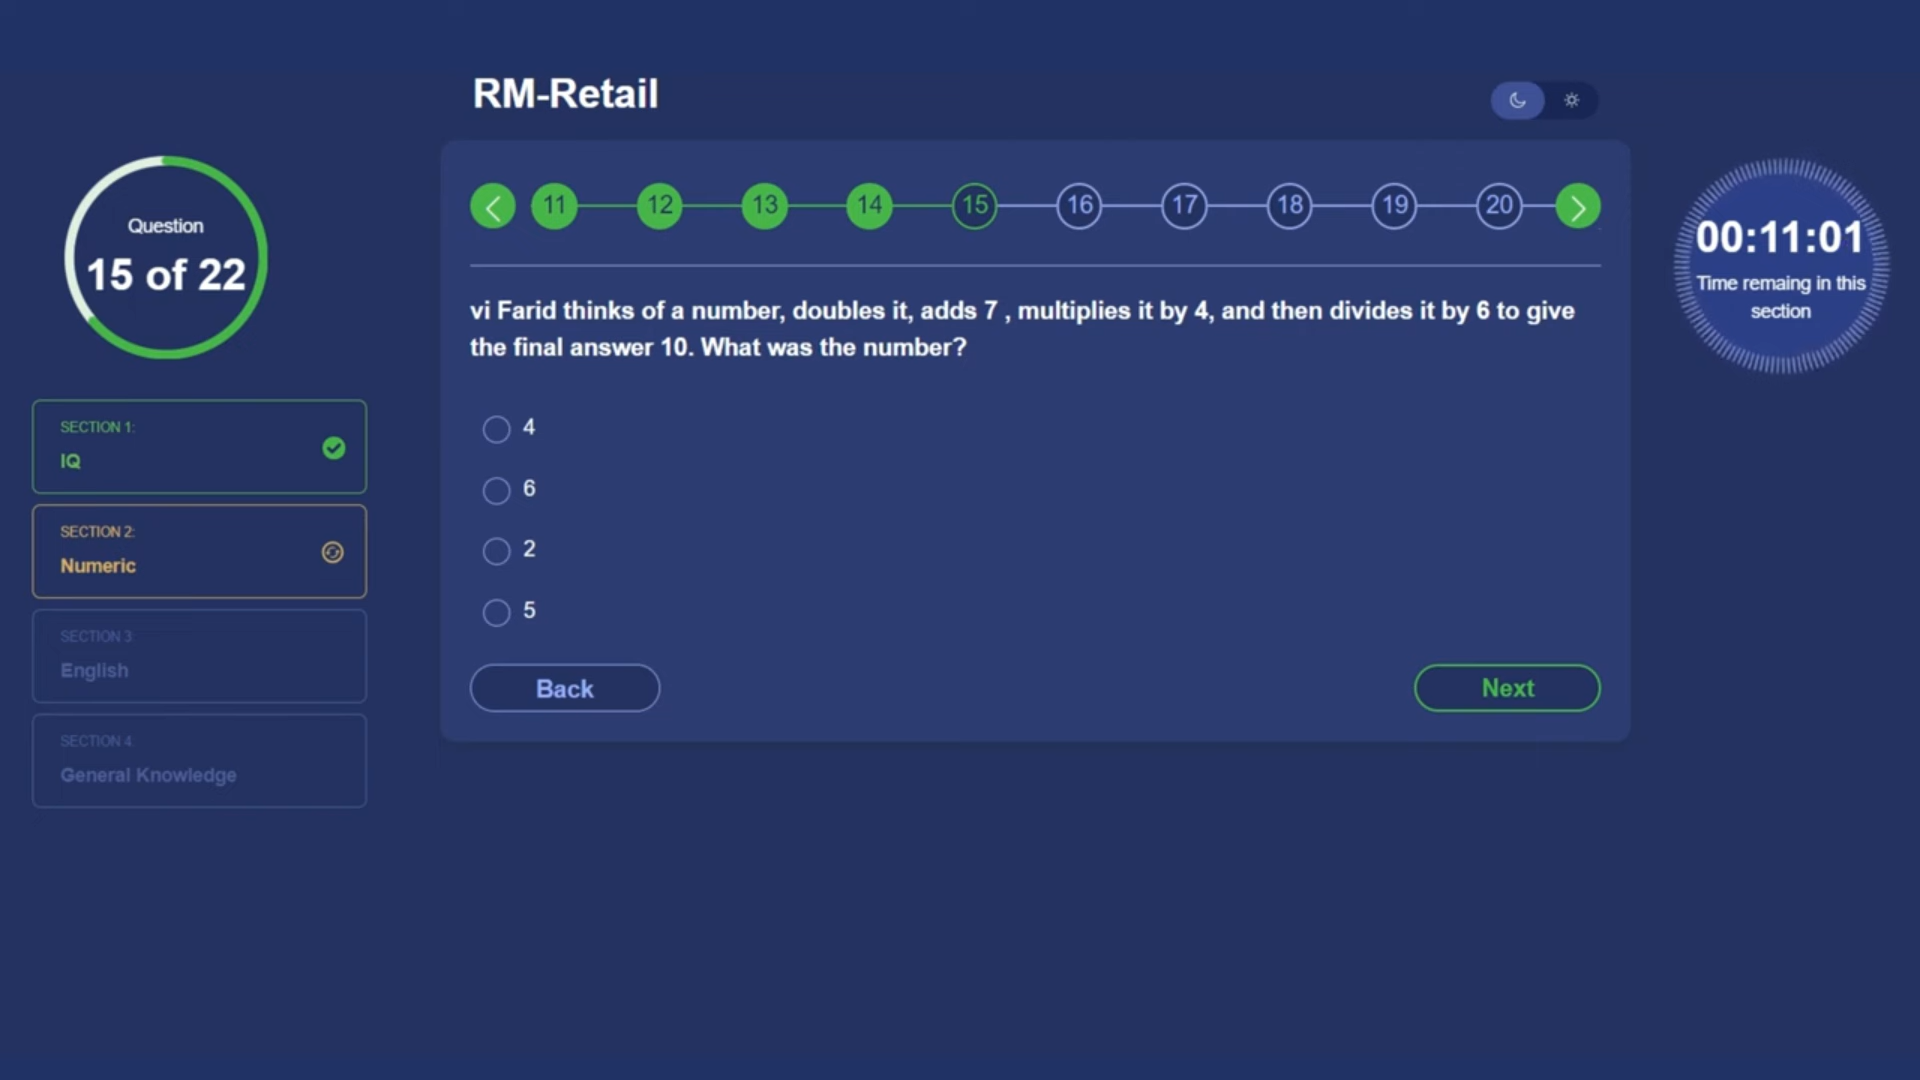 RM-Retail
Question
15 of 22
11 12 13 14 15 16 17 18 19 20
00:11:01
Time remaing in this
section
vi Farid thinks of a number, doubles it, adds 7 , multiplies it by 4, and then divides it by 6 to give
the final answer 10. What was the number?
4
6
2
5
Back
Next
SECTION 1:
IQ
SECTION 2:
Numeric
SECTION 3
English
SECTION 4
General Knowledge